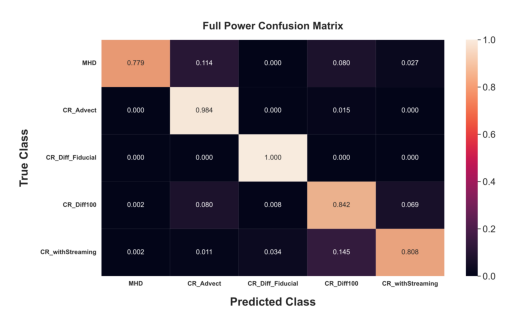 Full Power Confusion Matrix
1.0
MHD 0.779 0.114 0.000 0.080 0.027
0.8
CR_Advect 0.000 0.984 0.000 0.015 0.000
0.6
True Class
CR_Diff_Fiducial 0.000 0.000 1.000 0.000 0.000
0.4
CR_Diff100 0.002 0.080 0.008 0.842 0.069
0.2
CR_withStreaming 0.002 0.011 0.034 0.145 0.808
0.0
MHD CR_Advect CR_Diff_Fiducial CR_Diff100 CR_withStreaming
Predicted Class